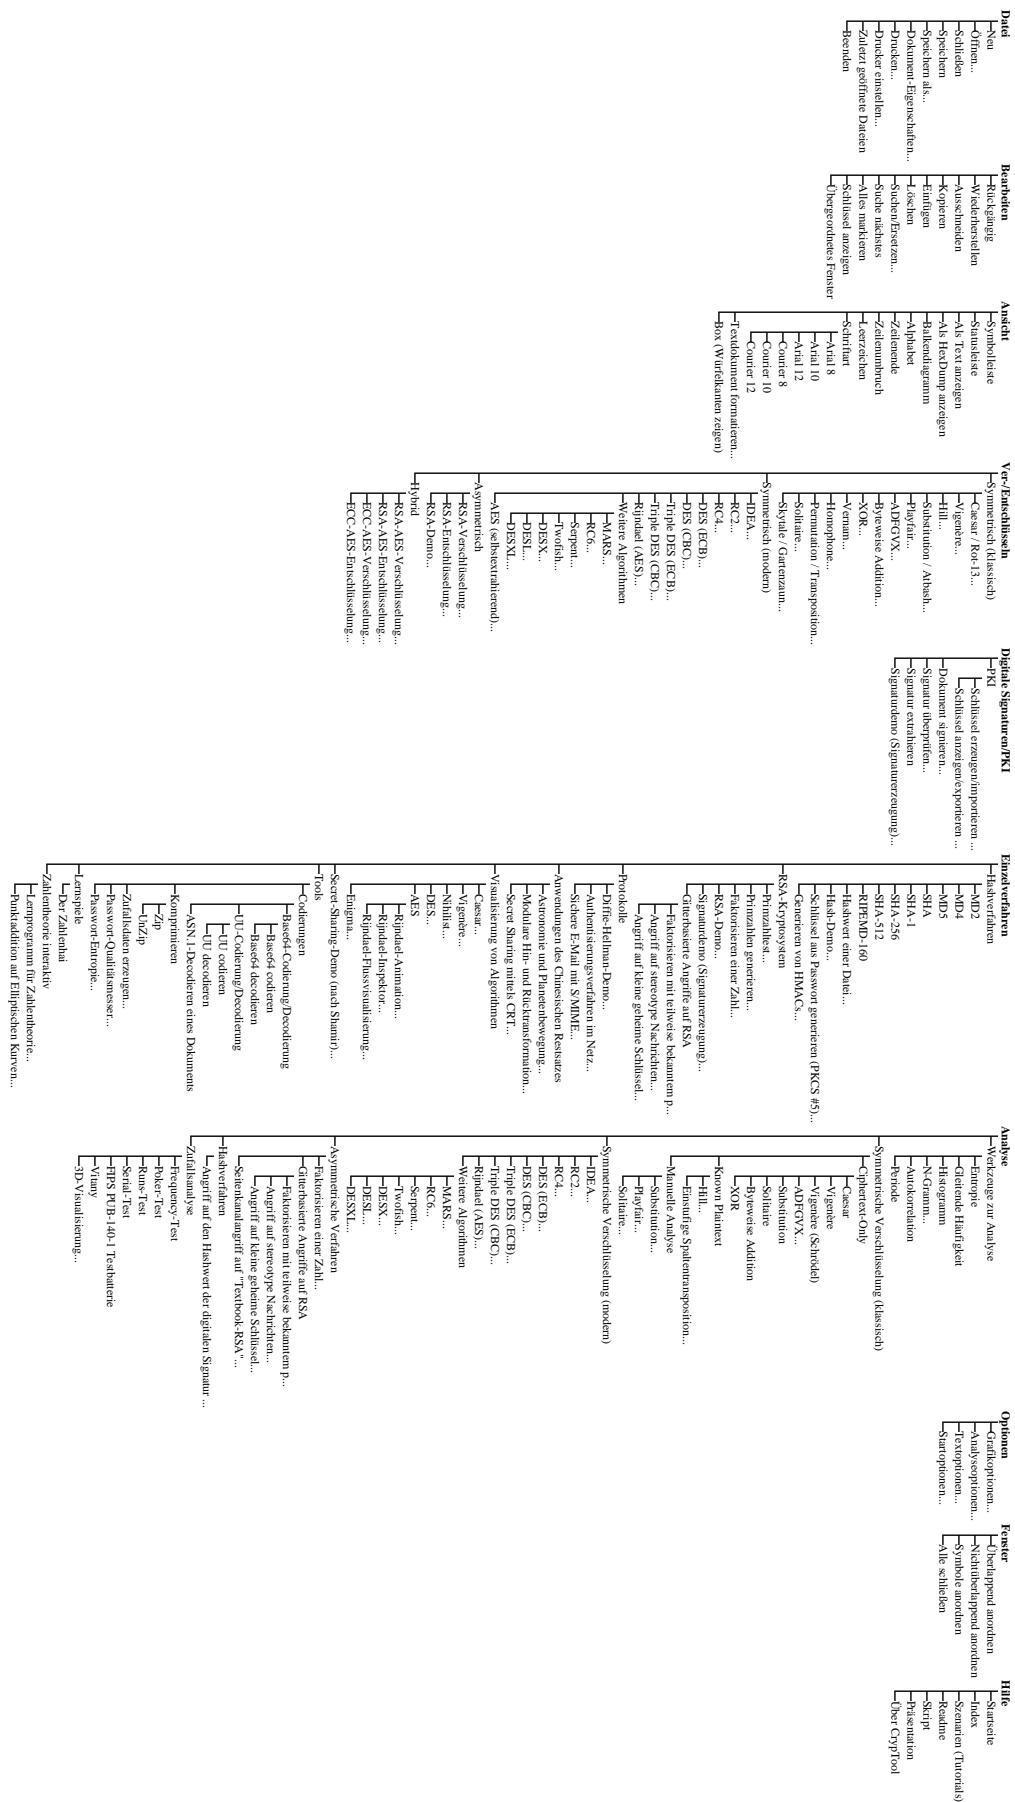 Datei
Neu
Öffnen...
Schließen
Speichern
Speichern als...
Dokument-Eigenschaften...
Drucken...
Drucker einstellen...
Zuletzt geöffnete Dateien
Beenden
Bearbeiten
Rückgängig
Wiederherstellen
Ausschneiden
Kopieren
Einfügen
Löschen
Suchen/Ersetzen...
Suche nächstes
Alles markieren
Schlüssel anzeigen
Übergeordnetes Fenster
Ansicht
Symbolleiste
Statusleiste
Als Text anzeigen
Als HexDump anzeigen
Balkendiagramm
Alphabet
Zeilenende
Zeilenumbruch
Leerzeichen
Schriftart
Arial 8
Arial 10
Arial 12
Courier 8
Courier 10
Courier 12
Textdokument formatieren...
Box (Würfelkanten zeigen)
Ver-/Entschlüsseln
Symmetrisch (klassisch)
Caesar / Rot-13...
Vigenère...
Hill...
Substitution / Atbash...
Playfair...
ADFGVX...
Byteweise Addition...
XOR...
Vernam...
Homophone...
Permutation / Transposition...
Solitaire...
Skytale / Gartenzaun...
Symmetrisch (modern)
IDEA...
RC2...
RC4...
DES (ECB)...
DES (CBC)...
Triple DES (ECB)...
Triple DES (CBC)...
Rijndael (AES)...
Weitere Algorithmen
MARS...
RC6...
Serpent...
Twofish...
DESX...
DESL...
DESXL...
AES (selbstextrahierend)...
Asymmetrisch
RSA-Verschlüsselung...
RSA-Entschlüsselung...
RSA-Demo...
Hybrid
RSA-AES-Verschlüsselung...
RSA-AES-Entschlüsselung...
ECC-AES-Verschlüsselung...
ECC-AES-Entschlüsselung...
Digitale Signaturen/PKI
PKI
Schlüssel erzeugen/importieren ...
Schlüssel anzeigen/exportieren ...
Dokument signieren...
Signatur überprüfen...
Signatur extrahieren
Signaturdemo (Signaturerzeugung)...
Einzelverfahren
Hashverfahren
MD2
MD4
MD5
SHA
SHA-1
SHA-256
SHA-512
RIPEMD-160
Hashwert einer Datei...
Hash-Demo...
Schlüssel aus Passwort generieren (PKCS #5)...
Generieren von HMACs...
RSA-Kryptosystem
Primzahltest...
Primzahlen generieren...
Faktorisieren einer Zahl...
RSA-Demo...
Signaturdemo (Signaturerzeugung)...
Gitterbasierte Angriffe auf RSA
Faktorisieren mit teilweise bekanntem p...
Angriff auf stereotype Nachrichten...
Angriff auf kleine geheime Schlüssel...
Protokolle
Diffie-Hellman-Demo...
Authentisierungsverfahren im Netz...
Sichere E-Mail mit S/MIME...
Anwendungen des Chinesischen Restsatzes
Astronomie und Planetenbewegung...
Modulare Hin- und Rücktransformation...
Secret Sharing mittels CRT...
Visualisierung von Algorithmen
Caesar...
Vigenère...
Nihilist...
DES...
AES
Rijndael-Animation...
Rijndael-Inspektor...
Rijndael-Flussvisualisierung...
Enigma...
Secret-Sharing-Demo (nach Shamir)...
Tools
Codierungen
Base64-Codierung/Decodierung
Base64 codieren
Base64 decodieren
UU-Codierung/Decodierung
UU codieren
UU decodieren
ASN.1-Decodieren eines Dokuments
Komprimieren
Zip
UnZip
Zufallsdaten erzeugen...
Passwort-Qualitätsmesser...
Passwort-Entropie...
Lernspiele
Der Zahlenhai
Zahlentheorie interaktiv
Lernprogramm für Zahlentheorie...
Punktaddition auf Elliptischen Kurven...
Analyse
Werkzeuge zur Analyse
Entropie
Gleitende Häufigkeit
Histogramm
N-Gramm...
Autokorrelation
Periode
Symmetrische Verschlüsselung (klassisch)
Ciphertext-Only
Caesar
Vigenère
Vigenère (Schrödel)
ADFGVX...
Substitution
Solitaire
Byteweise Addition
XOR
Known Plaintext
Hill...
Einstufige Spaltentransposition...
Manuelle Analyse
Substitution...
Playfair...
Solitaire...
Symmetrische Verschlüsselung (modern)
IDEA...
RC2...
RC4...
DES (ECB)...
DES (CBC)...
Triple DES (ECB)...
Triple DES (CBC)...
Rijndael (AES)...
Weitere Algorithmen
MARS...
RC6...
Serpent...
Twofish...
DESX...
DESL...
DESXL...
Asymmetrische Verfahren
Faktorisieren einer Zahl...
Gitterbasierte Angriffe auf RSA
Faktorisieren mit teilweise bekanntem p...
Angriff auf stereotype Nachrichten...
Angriff auf kleine geheime Schlüssel...
Seitenkanalangriff auf "Textbook-RSA"...
Hashverfahren
Angriff auf den Hashwert der digitalen Signatur ...
Zufallsanalyse
Frequency-Test
Poker-Test
Runs-Test
Serial-Test
FIPS PUB-140-1 Testbatterie
Vitany
3D-Visualisierung...
Optionen
Grafikoptionen...
Analyseoptionen...
Textoptionen...
Startoptionen...
Fenster
Überlappend anordnen
Nichtüberlappend anordnen
Symbole anordnen
Alle schließen
Hilfe
Startseite
Index
Szenarien (Tutorials)
Readme
Skript
Präsentation
Über CrypTool